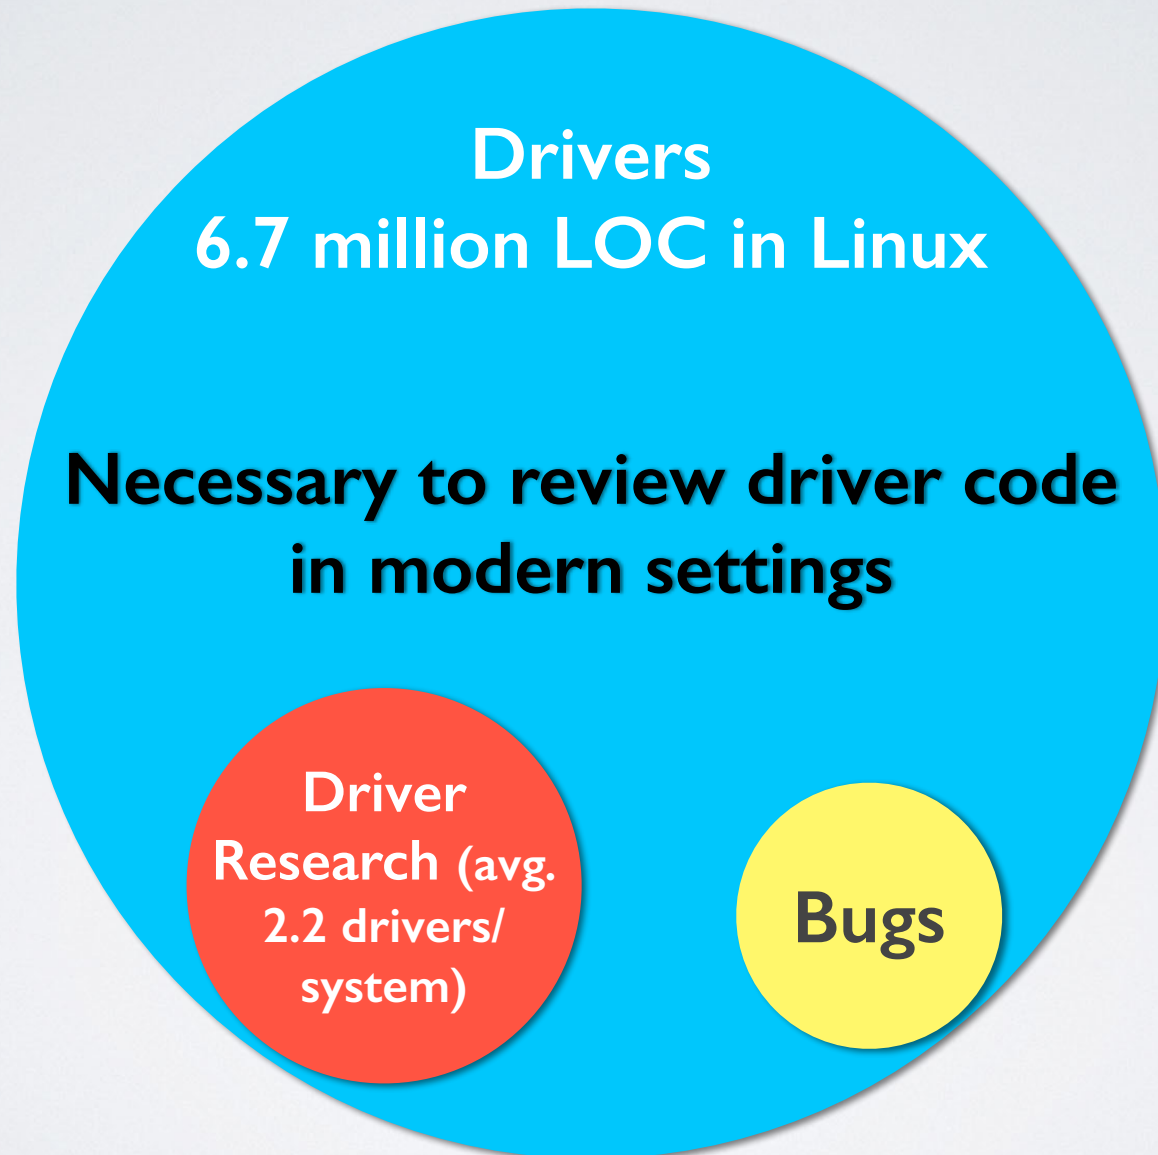 Drivers
6.7 million LOC in Linux
Necessary to review driver code
in modern settings
Driver
Research (avg.
2.2 drivers/
system)
Bugs